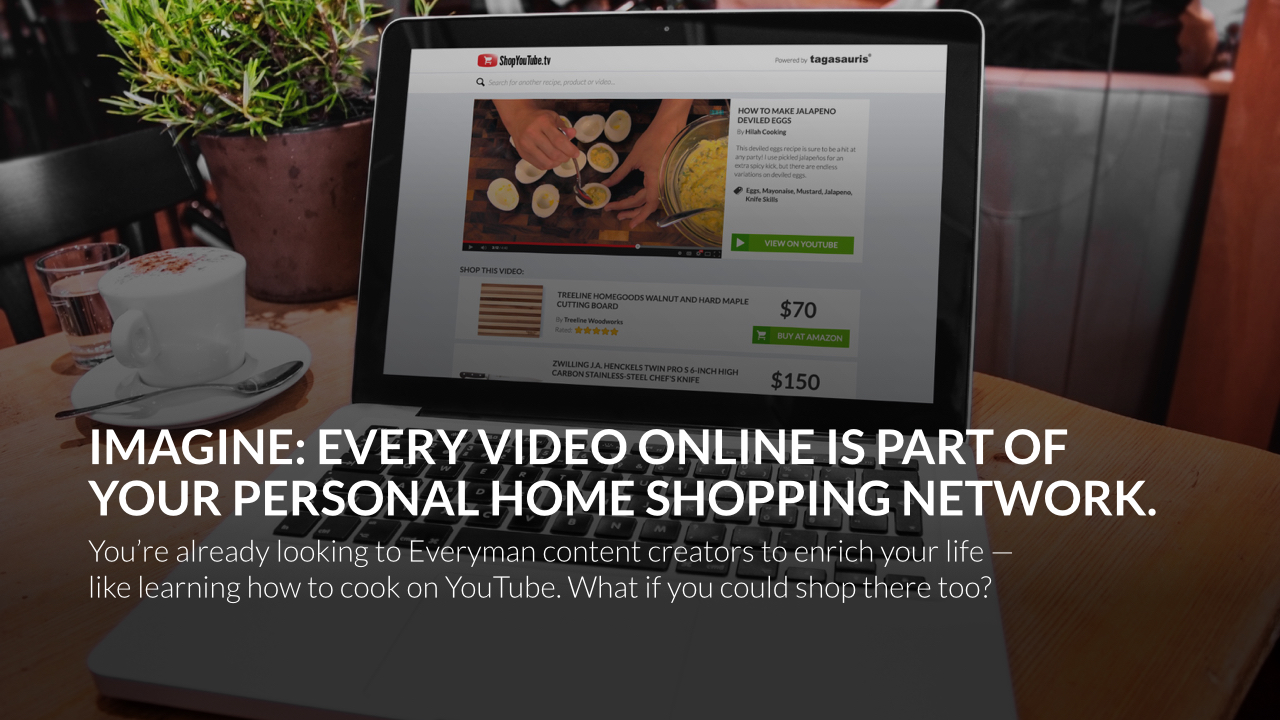 ShopYouTube.tv
Powered by tagasauris®
Search for another recipe, product or video...
HOW TO MAKE JALAPENO
DEVILED EGGS
By Hilah Cooking
This deviled eggs recipe is sure to be a hit at
any party! I use pickled jalapeños for an
extra spicy kick, but there are endless
variations on deviled eggs.
Eggs, Mayonaise, Mustard, Jalapeno,
Knife Skills
VIEW ON YOUTUBE
SHOP THIS VIDEO:
TREELINE HOMEGOODS WALNUT AND HARD MAPLE
CUTTING BOARD
By Treeline Woodworks
Rated:
$70
BUY AT AMAZON
ZWILLING J.A. HENCKELS TWIN PRO S 6-INCH HIGH
CARBON STAINLESS-STEEL CHEF'S KNIFE
$150
IMAGINE: EVERY VIDEO ONLINE IS PART OF
YOUR PERSONAL HOME SHOPPING NETWORK.
You're already looking to Everyman content creators to enrich your life —
like learning how to cook on YouTube. What if you could shop there too?